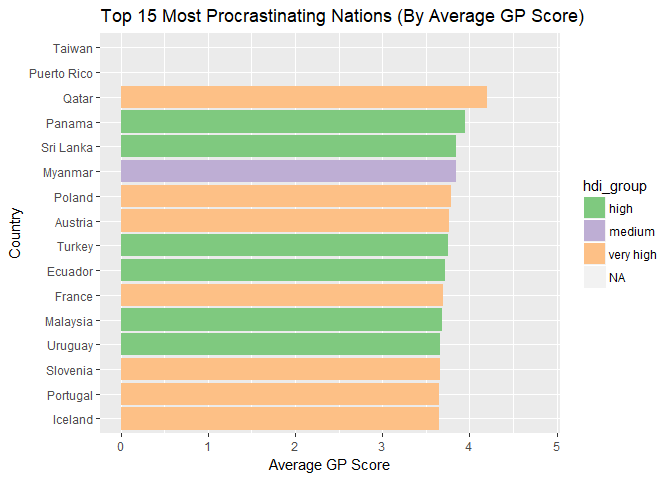 Top 15 Most Procrastinating Nations (By Average GP Score)
Country
Taiwan
Puerto Rico
Qatar
Panama
Sri Lanka
Myanmar
Poland
Austria
Turkey
Ecuador
France
Malaysia
Uruguay
Slovenia
Portugal
Iceland
0 1 2 3 4 5
Average GP Score
hdi_group
high
medium
very high
NA